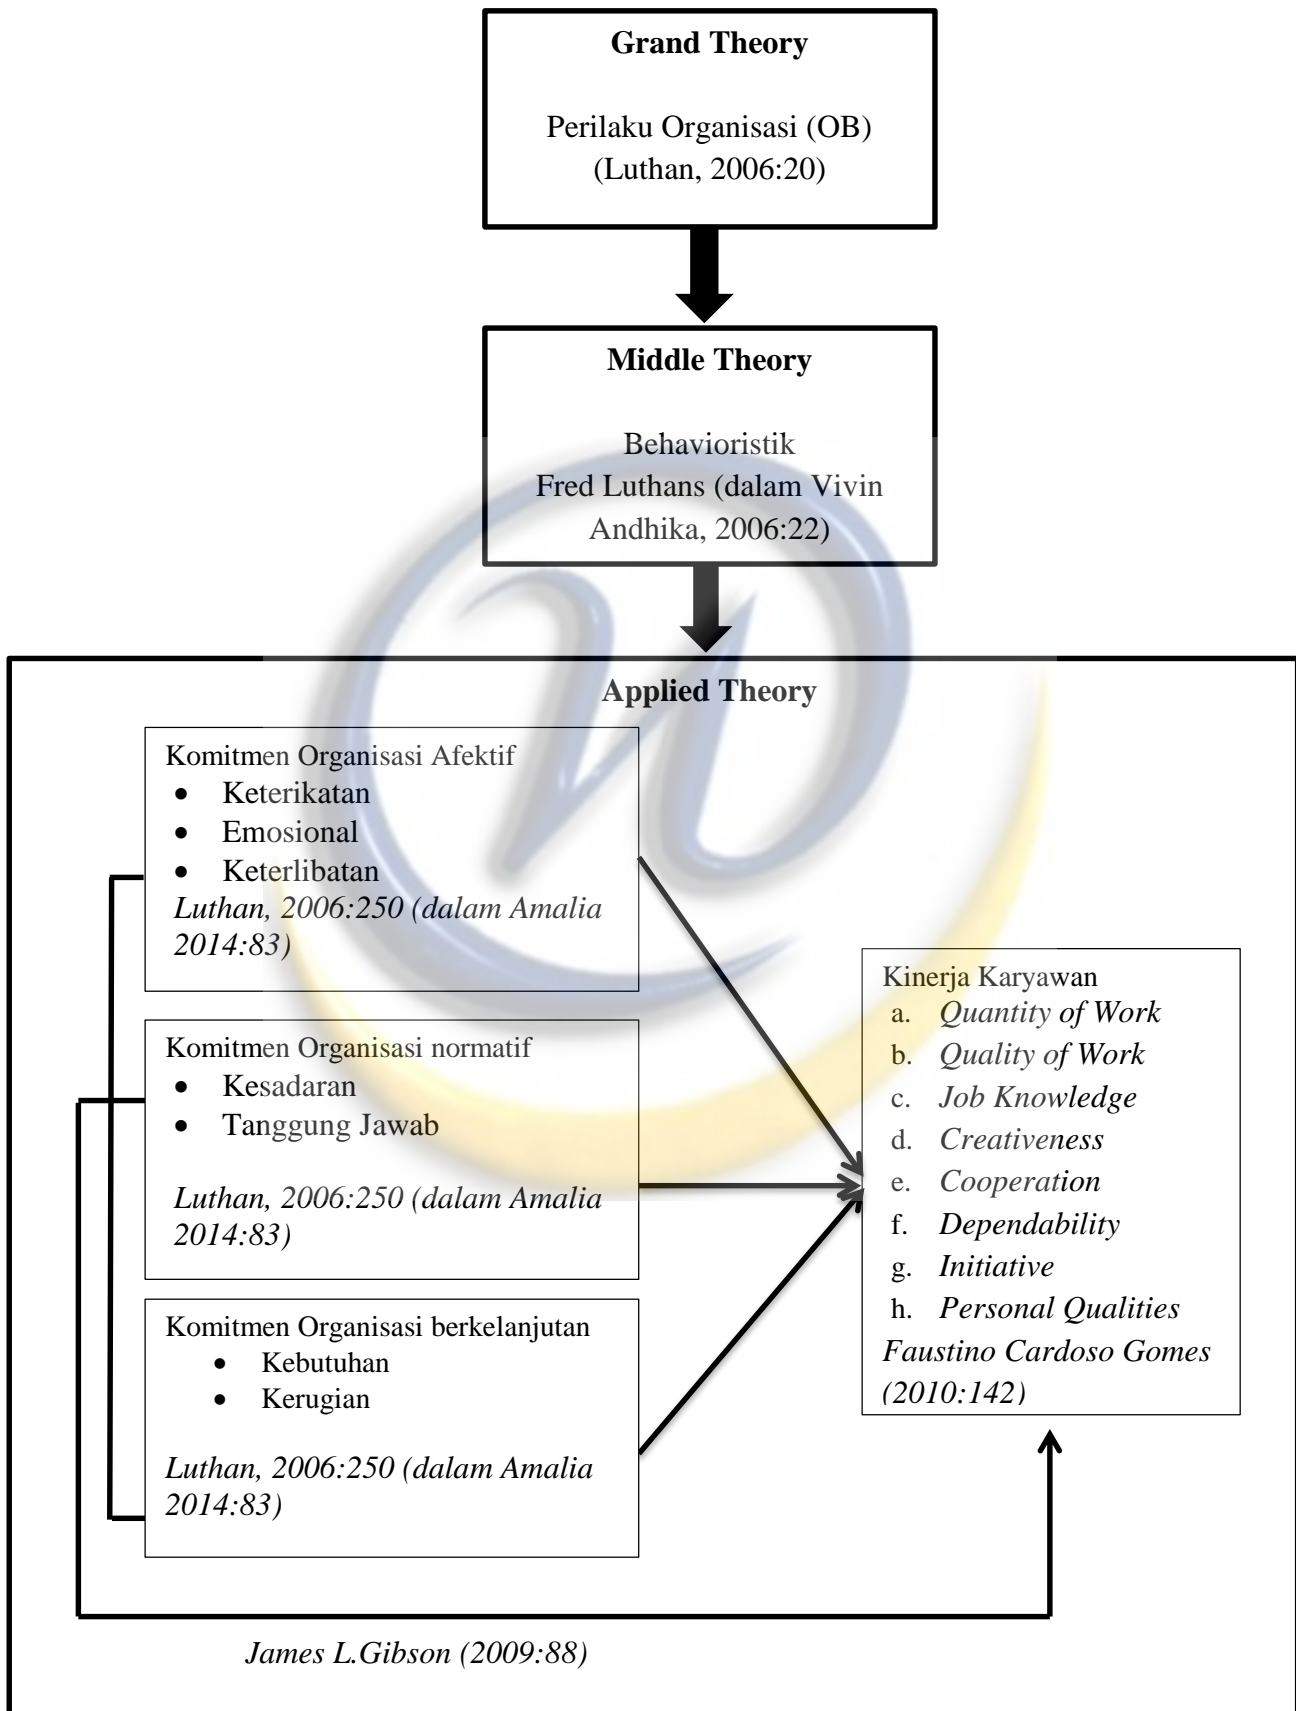 Grand Theory
Perilaku Organisasi (OB)
(Luthan, 2006:20)
Middle Theory
Behavioristik
Fred Luthans (dalam Vivin
Andhika, 2006:22)
Applied Theory
Komitmen Organisasi Afektif
• Keterikatan
• Emosional
• Keterlibatan
Luthan, 2006:250 (dalam Amalia
2014:83)
Komitmen Organisasi normatif
• Kesadaran
• Tanggung Jawab
Luthan, 2006:250 (dalam Amalia
2014:83)
Komitmen Organisasi berkelanjutan
• Kebutuhan
• Kerugian
Luthan, 2006:250 (dalam Amalia
2014:83)
Kinerja Karyawan
a. Quantity of Work
b. Quality of Work
c. Job Knowledge
d. Creativeness
e. Cooperation
f. Dependability
g. Initiative
h. Personal Qualities
Faustino Cardoso Gomes
(2010:142)
James L.Gibson (2009:88)